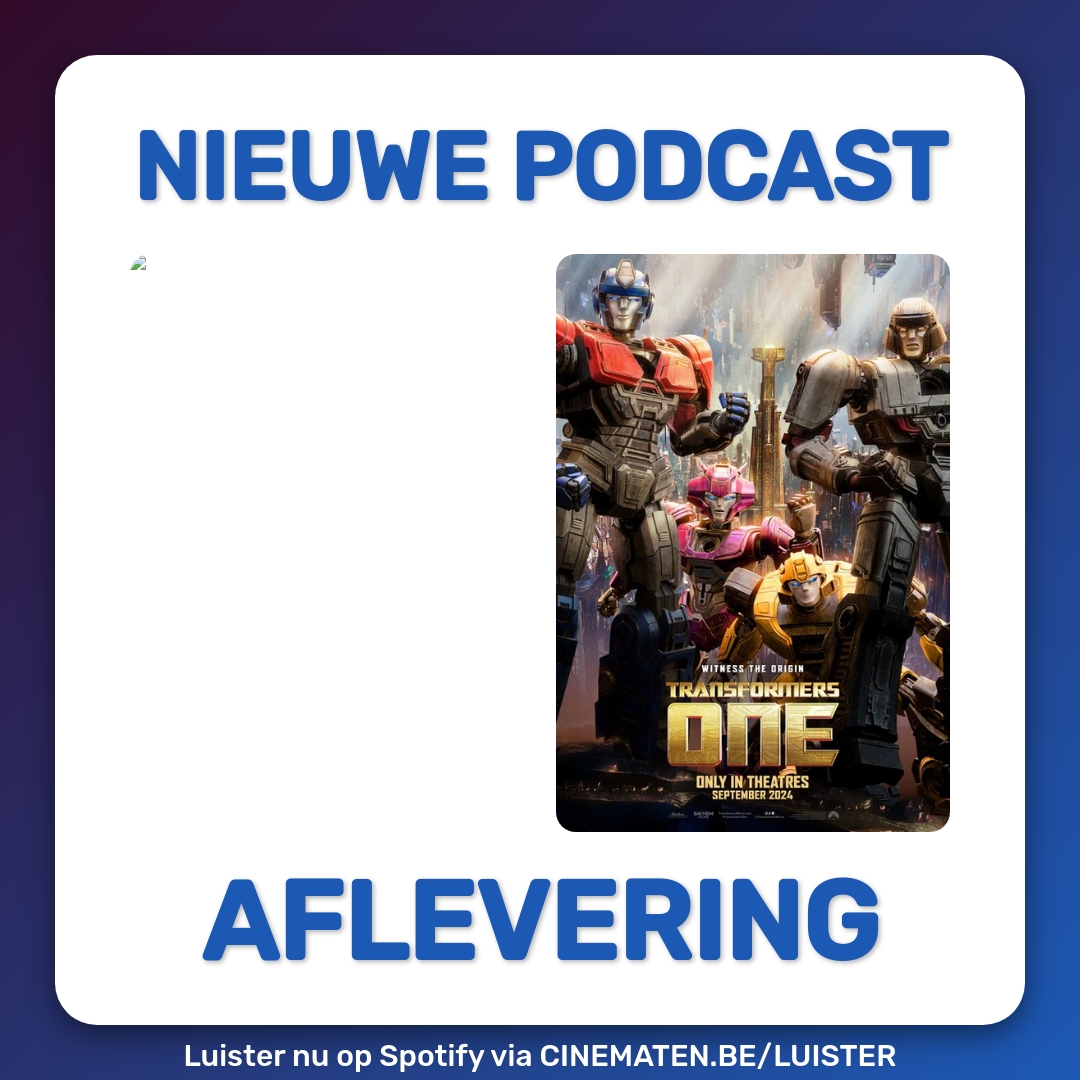 NIEUWE PODCAST
WITNESS THE ORIGIN
TRANSFORMERS
ONE
ONLY IN THEATRES
SEPTEMBER 2024
AFLEVERING
Luister nu op Spotify via CINEMATEN.BE/LUISTER